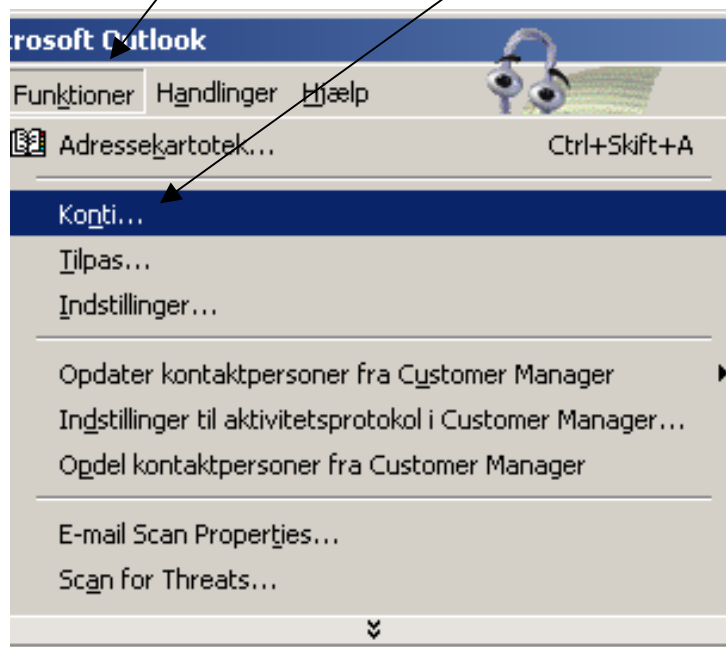 rosoft Outlook
Funktioner Handlinger Hjælp
Adressekartotek... Ctrl+Skift+A
Konti...
Tilpas...
Indstillinger...
Opdater kontaktpersoner fra Customer Manager
Indstillinger til aktivitetsprotokol i Customer Manager...
Opdel kontaktpersoner fra Customer Manager
E-mail Scan Properties...
Scan for Threats...